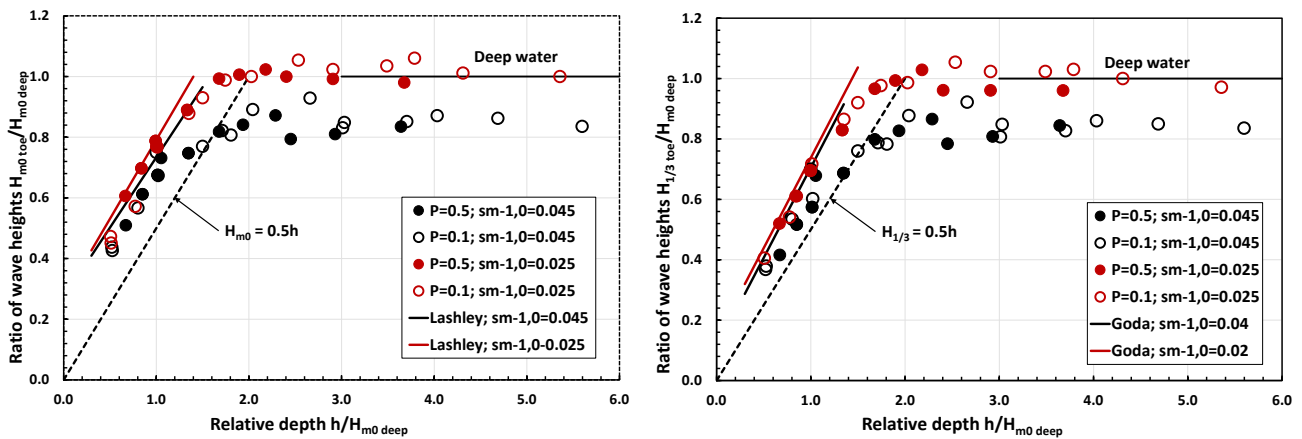 Ratio of wave heights Hm0 toe/Hm0 deep
1.2
1.0
0.8
0.6
0.4
0.2
0.0
Deep water
Hm0 = 0.5h
P=0.5; sm-1,0=0.045
P=0.1; sm-1,0=0.045
P=0.5; sm-1,0=0.025
P=0.1; sm-1,0=0.025
Lashley; sm-1,0=0.045
Lashley; sm-1,0-0.025
0.0 1.0 2.0 3.0 4.0 5.0 6.0
Relative depth h/Hm0 deep
Ratio of wave heights H1/3 toe/Hm0 deep
1.2
1.0
0.8
0.6
0.4
0.2
0.0
Deep water
H1/3 = 0.5h
P=0.5; sm-1,0=0.045
P=0.1; sm-1,0=0.045
P=0.5; sm-1,0=0.025
P=0.1; sm-1,0=0.025
Goda; sm-1,0=0.04
Goda; sm-1,0=0.02
0.0 1.0 2.0 3.0 4.0 5.0 6.0
Relative depth h/Hm0 deep